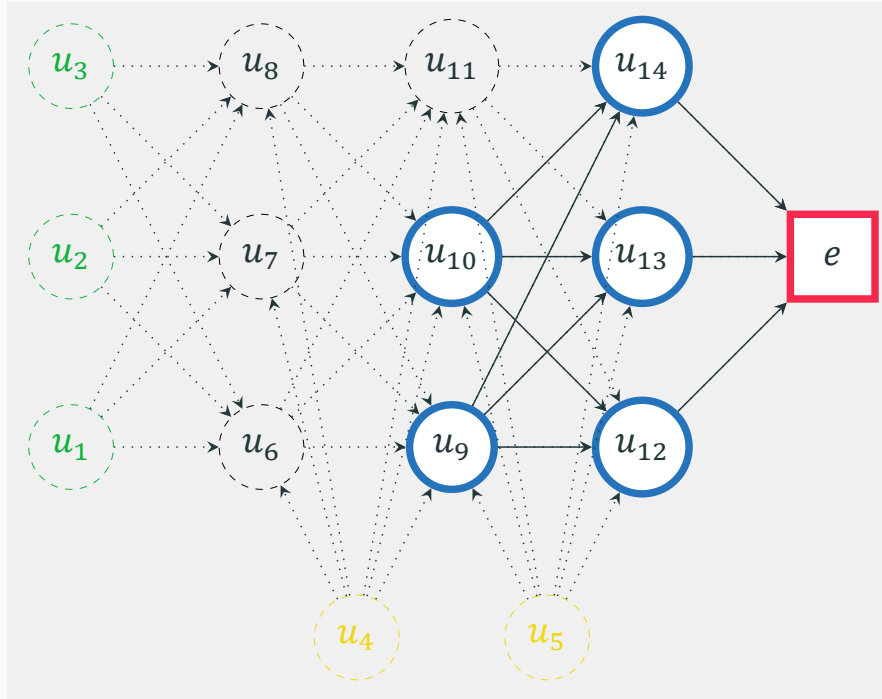 u₃ u₈ u₁₁ u₁₄
u₂ u₇ u₁₀ u₁₃ e
u₁ u₆ u₉ u₁₂
u₄ u₅